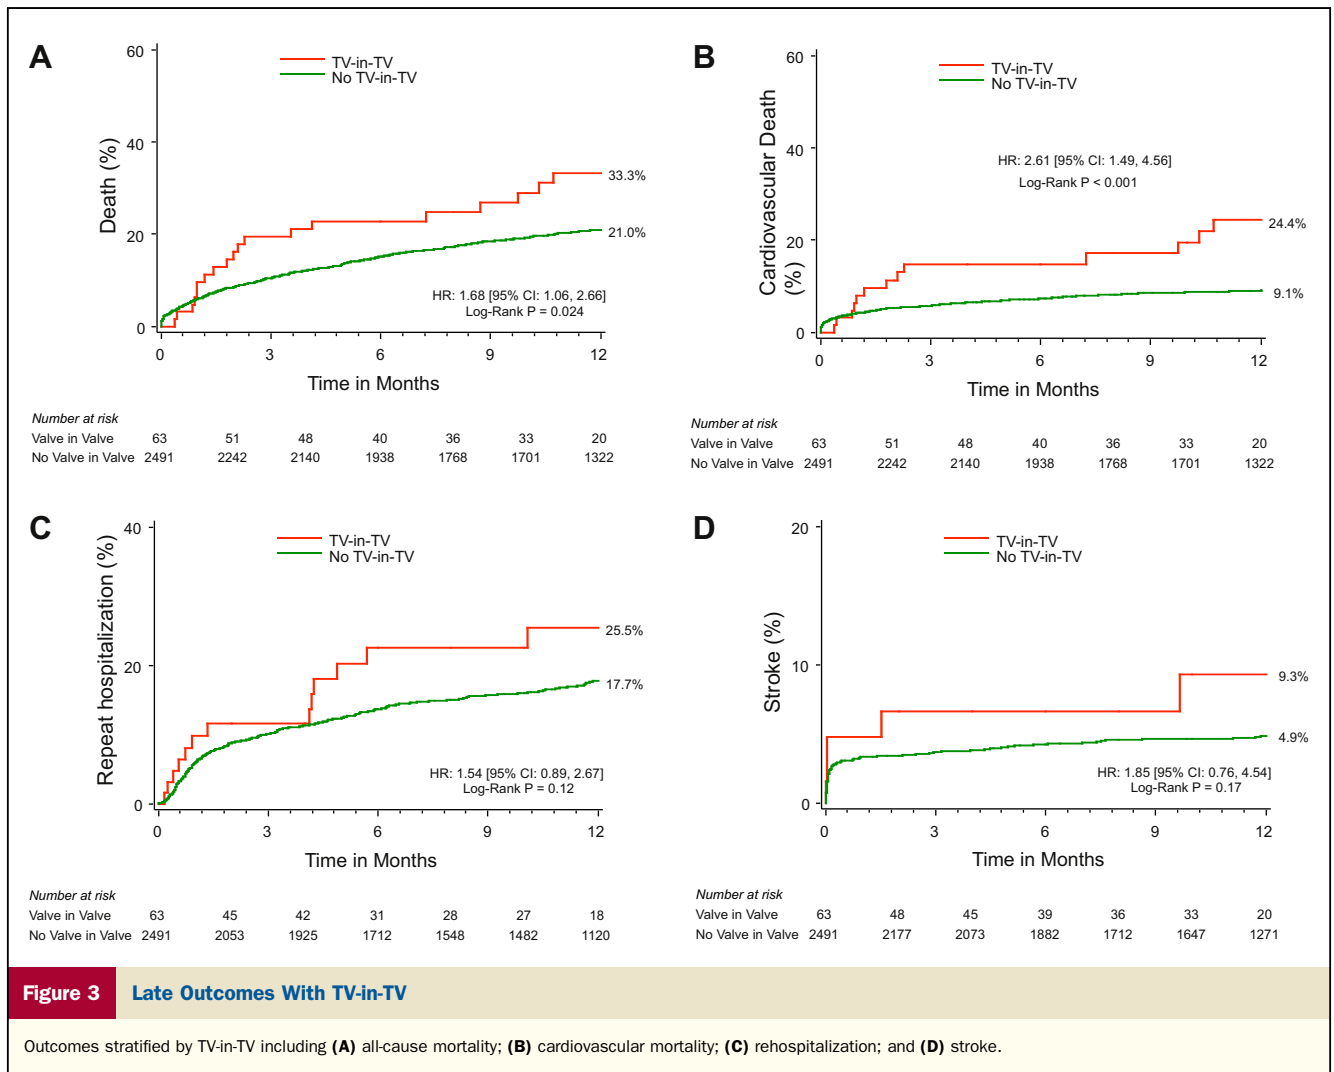 A
60
40
20
0
Death (%)
TV-in-TV
No TV-in-TV
33.3%
21.0%
HR: 1.68 [95% CI: 1.06, 2.66]
Log-Rank P = 0.024
0 3 6 9 12
Time in Months
Number at risk
Valve in Valve 63 51 48 40 36 33 20
No Valve in Valve 2491 2242 2140 1938 1768 1701 1322
B
60
40
20
0
Cardiovascular Death
(%)
TV-in-TV
No TV-in-TV
HR: 2.61 [95% CI: 1.49, 4.56]
Log-Rank P < 0.001
24.4%
9.1%
0 3 6 9 12
Time in Months
Number at risk
Valve in Valve 63 51 48 40 36 33 20
No Valve in Valve 2491 2242 2140 1938 1768 1701 1322
C
40
20
0
Repeat hospitalization (%)
TV-in-TV
No TV-in-TV
25.5%
17.7%
HR: 1.54 [95% CI: 0.89, 2.67]
Log-Rank P = 0.12
0 3 6 9 12
Time in Months
Number at risk
Valve in Valve 63 45 42 31 28 27 18
No Valve in Valve 2491 2053 1925 1712 1548 1482 1120
D
20
10
0
Stroke (%)
TV-in-TV
No TV-in-TV
9.3%
4.9%
HR: 1.85 [95% CI: 0.76, 4.54]
Log-Rank P = 0.17
0 3 6 9 12
Time in Months
Number at risk
Valve in Valve 63 48 45 39 36 33 20
No Valve in Valve 2491 2177 2073 1882 1712 1647 1271
Figure 3 Late Outcomes With TV-in-TV
Outcomes stratified by TV-in-TV including (A) all-cause mortality; (B) cardiovascular mortality; (C) rehospitalization; and (D) stroke.